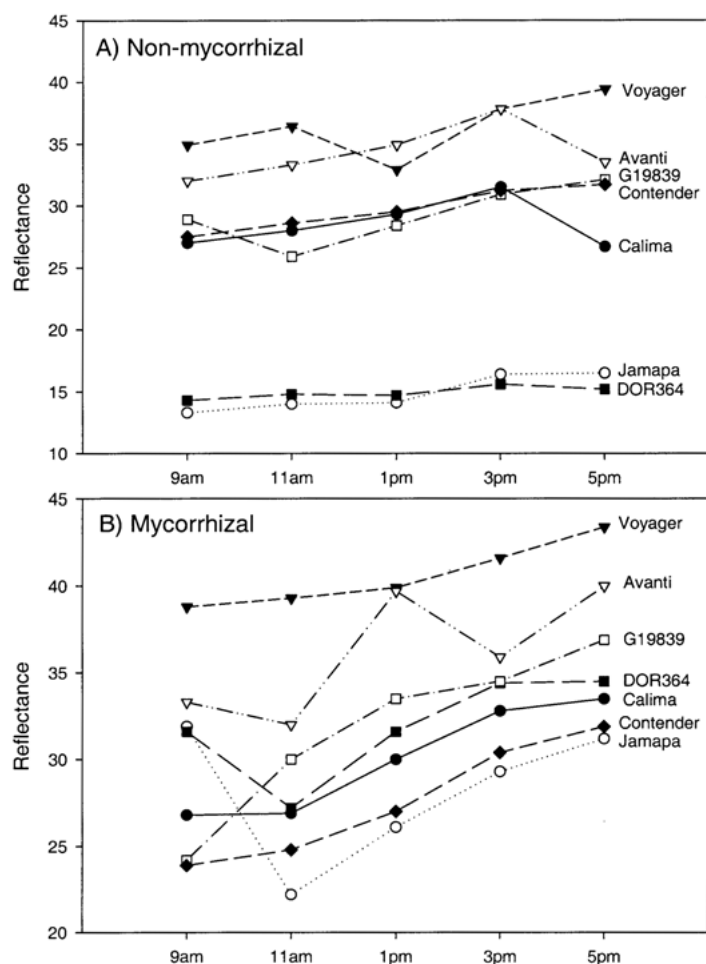 45
A) Non-mycorrhizal
40
Voyager
35
Avanti
G19839
Contender
30
Calima
25
20
Jamapa
15
DOR364
10
Reflectance
9am 11am 1pm 3pm 5pm
45
B) Mycorrhizal
Voyager
40
Avanti
G19839
35
DOR364
Calima
Contender
Jamapa
30
25
20
Reflectance
9am 11am 1pm 3pm 5pm